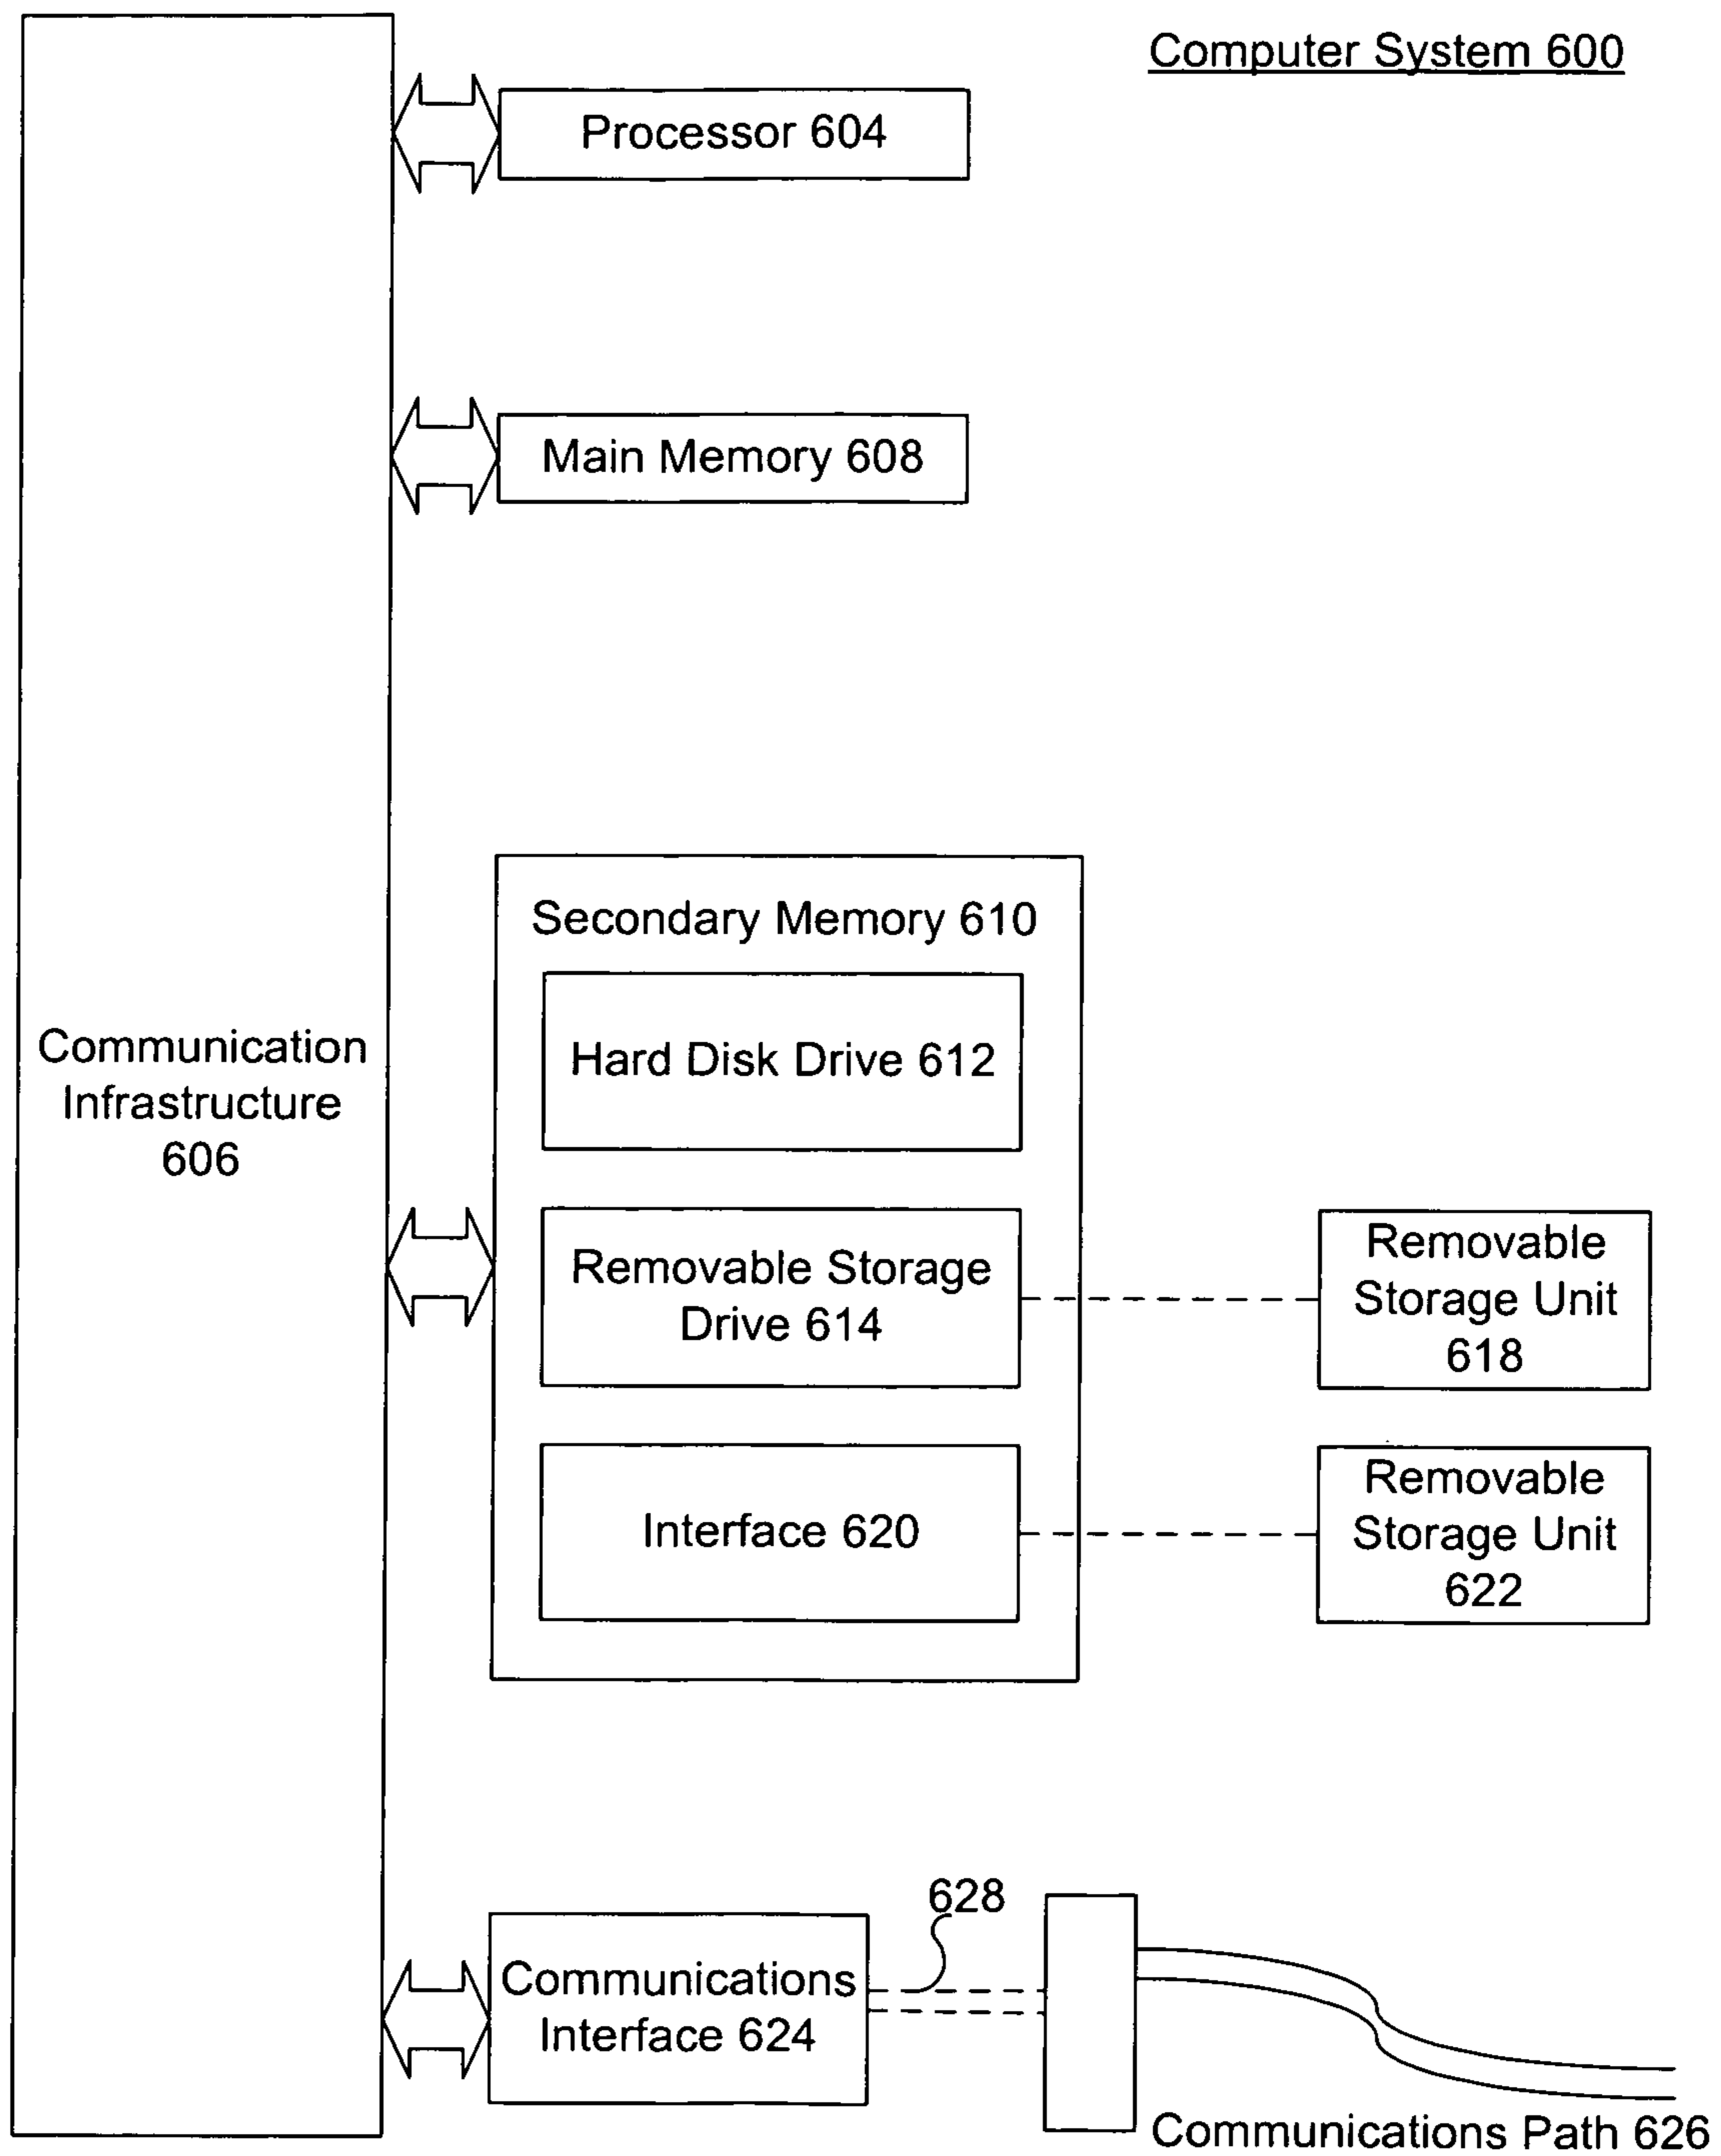 Computer System 600
Processor 604
Main Memory 608
Communication
Infrastructure
606
Secondary Memory 610
Hard Disk Drive 612
Removable Storage
Drive 614
Removable
Storage Unit
618
Interface 620
Removable
Storage Unit
622
628
Communications
Interface 624
Communications Path 626